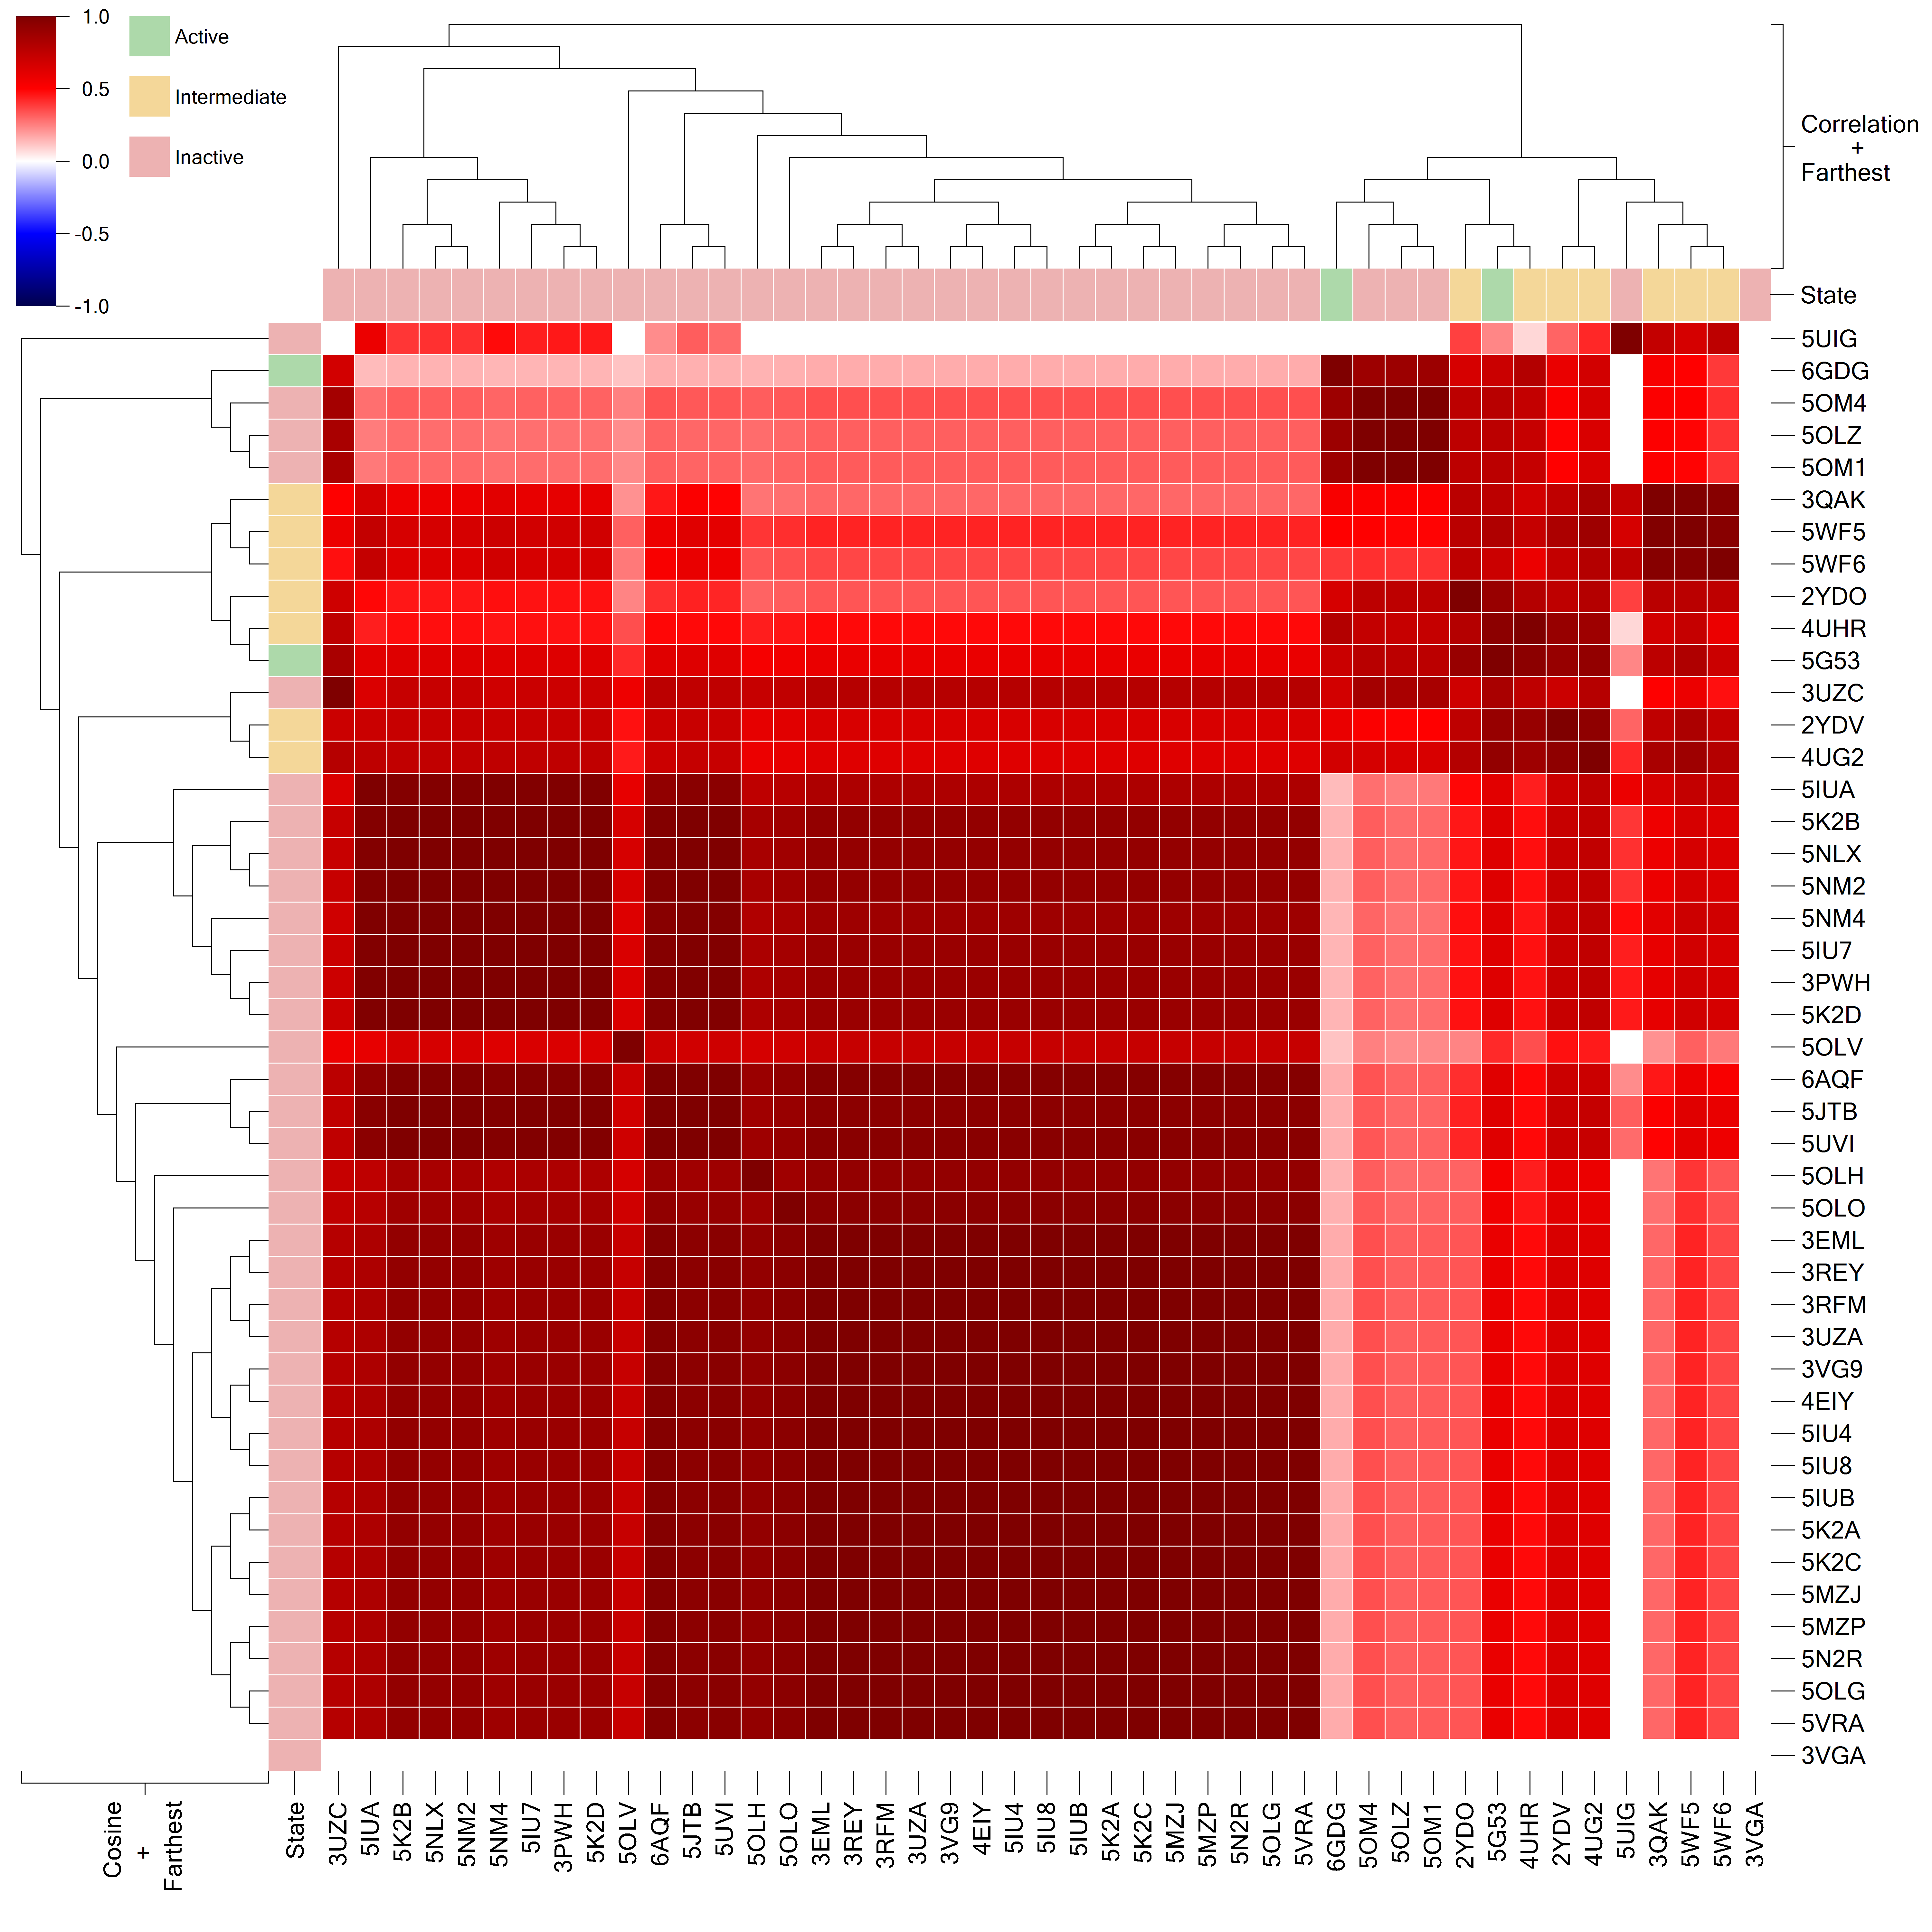 1.0
0.5
0.0
-0.5
-1.0
Active
Intermediate
Inactive
Correlation
+
Farthest
State
5UIG
6GDG
5OM4
5OLZ
5OM1
3QAK
5WF5
5WF6
2YDO
4UHR
5G53
3UZC
2YDV
4UG2
5IUA
5K2B
5NLX
5NM2
5NM4
5IU7
3PWH
5K2D
5OLV
6AQF
5JTB
5UVI
5OLH
5OLO
3EML
3REY
3RFM
3UZA
3VG9
4EIY
5IU4
5IU8
5IUB
5K2A
5K2C
5MZJ
5MZP
5N2R
5OLG
5VRA
3VGA
Cosine
+
Farthest
State
3UZC
5IUA
5K2B
5NLX
5NM2
5NM4
5IU7
3PWH
5K2D
5OLV
6AQF
5JTB
5UVI
5OLH
5OLO
3EML
3REY
3RFM
3UZA
3VG9
4EIY
5IU4
5IU8
5IUB
5K2A
5K2C
5MZJ
5MZP
5N2R
5OLG
5VRA
6GDG
5OM4
5OLZ
5OM1
2YDO
5G53
4UHR
2YDV
4UG2
5UIG
3QAK
5WF5
5WF6
3VGA